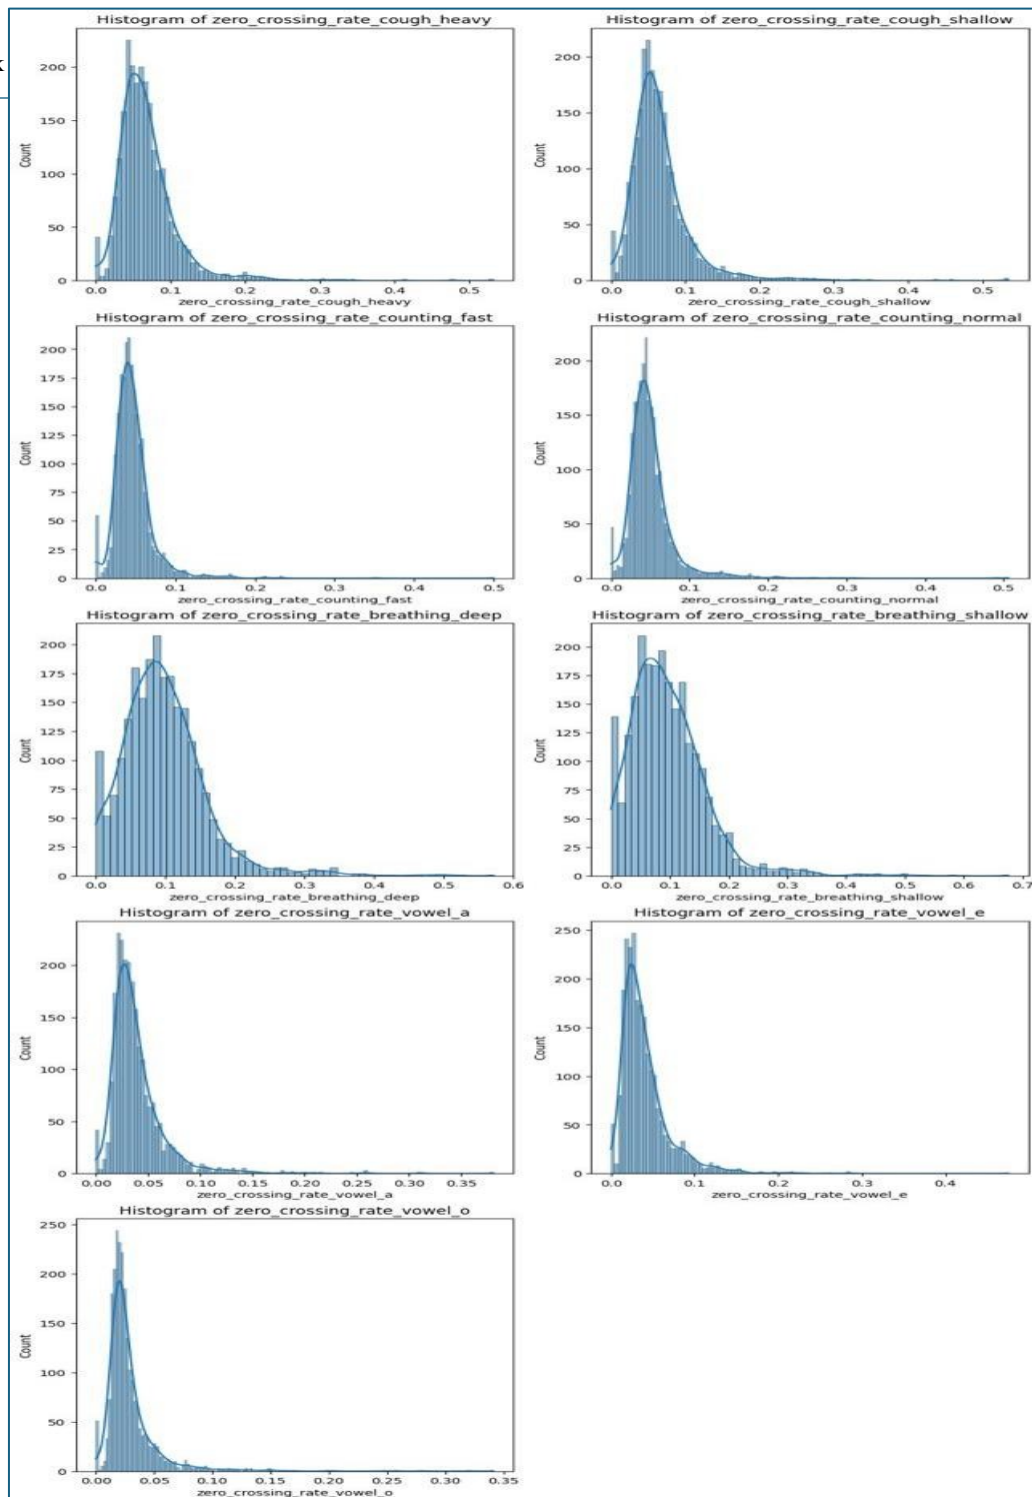 Histogram of zero_crossing_rate_cough_heavy
200
150
100
50
0
Count
0.0 0.1 0.2 0.3 0.4 0.5
zero_crossing_rate_cough_heavy
Histogram of zero_crossing_rate_cough_shallow
200
150
100
50
0
Count
0.0 0.1 0.2 0.3 0.4 0.5
zero_crossing_rate_cough_shallow
k
Histogram of zero_crossing_rate_counting_fast
200
175
150
125
100
75
50
25
0
Count
0.0 0.1 0.2 0.3 0.4 0.5
zero_crossing_rate_counting_fast
Histogram of zero_crossing_rate_counting_normal
200
150
100
50
0
Count
0.0 0.1 0.2 0.3 0.4 0.5
zero_crossing_rate_counting_normal
Histogram of zero_crossing_rate_breathing_deep
200
175
150
125
100
75
50
25
0
Count
0.0 0.1 0.2 0.3 0.4 0.5 0.6
zero_crossing_rate_breathing_deep
Histogram of zero_crossing_rate_breathing_shallow
200
175
150
125
100
75
50
25
0
Count
0.0 0.1 0.2 0.3 0.4 0.5 0.6 0.7
zero_crossing_rate_breathing_shallow
Histogram of zero_crossing_rate_vowel_a
200
150
100
50
0
Count
0.00 0.05 0.10 0.15 0.20 0.25 0.30 0.35
zero_crossing_rate_vowel_a
Histogram of zero_crossing_rate_vowel_e
250
200
150
100
50
0
Count
0.0 0.1 0.2 0.3 0.4
zero_crossing_rate_vowel_e
Histogram of zero_crossing_rate_vowel_o
250
200
150
100
50
0
Count
0.00 0.05 0.10 0.15 0.20 0.25 0.30 0.35
zero_crossing_rate_vowel_o